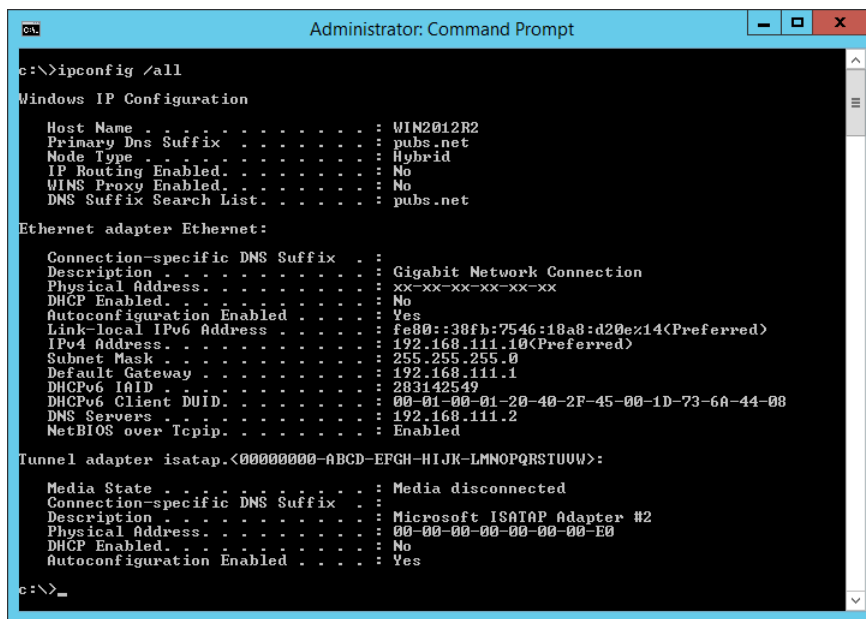 Administrator: Command Prompt
c:\>ipconfig /all
Windows IP Configuration
Host Name . . . . . . . . . . . . : WIN2012R2
Primary Dns Suffix  . . . . . . . : pubs.net
Node Type . . . . . . . . . . . . : Hybrid
IP Routing Enabled. . . . . . . . : No
WINS Proxy Enabled. . . . . . . . : No
DNS Suffix Search List. . . . . . : pubs.net
Ethernet adapter Ethernet:
Connection-specific DNS Suffix  . :
Description . . . . . . . . . . . : Gigabit Network Connection
Physical Address. . . . . . . . . : xx-xx-xx-xx-xx-xx
DHCP Enabled. . . . . . . . . . . : No
Autoconfiguration Enabled . . . . : Yes
Link-local IPv6 Address . . . . . : fe80::38fb:7546:18a8:d20e%14(Preferred)
IPv4 Address. . . . . . . . . . . : 192.168.111.10(Preferred)
Subnet Mask . . . . . . . . . . . : 255.255.255.0
Default Gateway . . . . . . . . . : 192.168.111.1
DHCPv6 IAID . . . . . . . . . . . : 283142549
DHCPv6 Client DUID. . . . . . . . : 00-01-00-01-20-40-2F-45-00-1D-73-6A-44-08
DNS Servers . . . . . . . . . . . : 192.168.111.2
NetBIOS over Tcpip. . . . . . . . : Enabled
Tunnel adapter isatap.<00000000-ABCD-EFGH-HIJK-LMNOPQRSTUVW>:
Media State . . . . . . . . . . . : Media disconnected
Connection-specific DNS Suffix  . :
Description . . . . . . . . . . . : Microsoft ISATAP Adapter #2
Physical Address. . . . . . . . . : 00-00-00-00-00-00-00-E0
DHCP Enabled. . . . . . . . . . . : No
Autoconfiguration Enabled . . . . : Yes
c:\>_